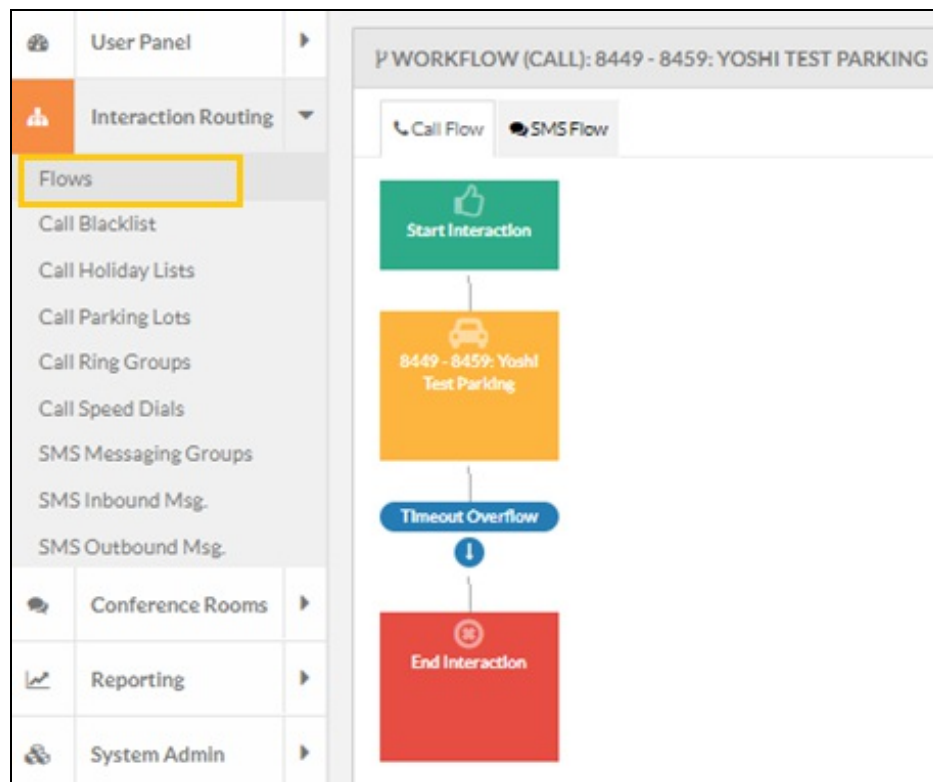 User Panel
Interaction Routing
Flows
Call Blacklist
Call Holiday Lists
Call Parking Lots
Call Ring Groups
Call Speed Dials
SMS Messaging Groups
SMS Inbound Msg.
SMS Outbound Msg.
Conference Rooms
Reporting
System Admin
WORKFLOW (CALL): 8449 - 8459: YOSHI TEST PARKING
Call Flow SMS Flow
Start Interaction
8449 - 8459: Yoshi
Test Parking
Timeout Overflow
End Interaction